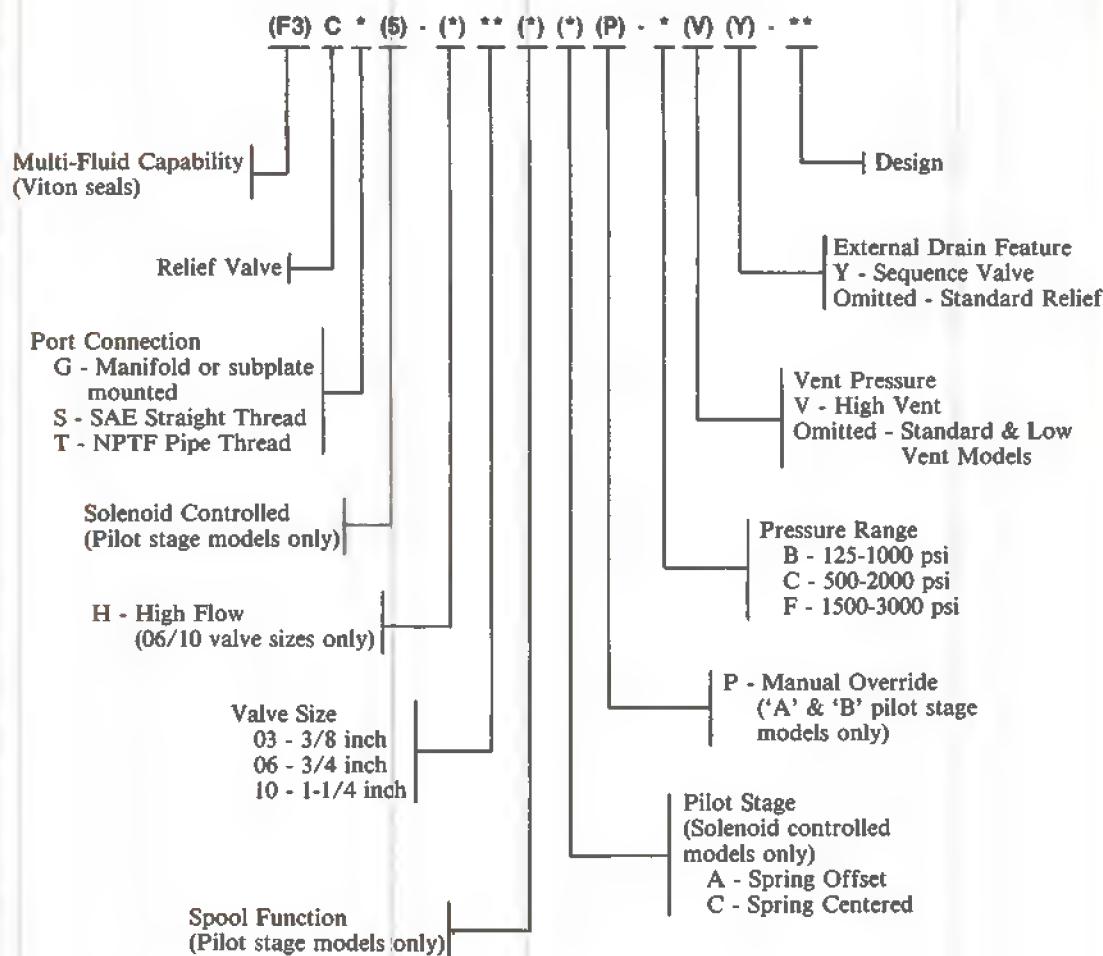 (F3) C * (5) - (*) ** (*) (*) (P) - * (V) (Y) - **
Multi-Fluid Capability
(Viton seals)
Relief Valve
Port Connection
G - Manifold or subplate
mounted
S - SAE Straight Thread
T - NPTF Pipe Thread
Solenoid Controlled
(Pilot stage models only)
H - High Flow
(06/10 valve sizes only)
Valve Size
03 - 3/8 inch
06 - 3/4 inch
10 - 1-1/4 inch
Spool Function
(Pilot stage models only)
Design
External Drain Feature
Y - Sequence Valve
Omitted - Standard Relief
Vent Pressure
V - High Vent
Omitted - Standard & Low
Vent Models
Pressure Range
B - 125-1000 psi
C - 500-2000 psi
F - 1500-3000 psi
P - Manual Override
(‘A’ & ‘B’ pilot stage
models only)
Pilot Stage
(Solenoid controlled
models only)
A - Spring Offset
C - Spring Centered